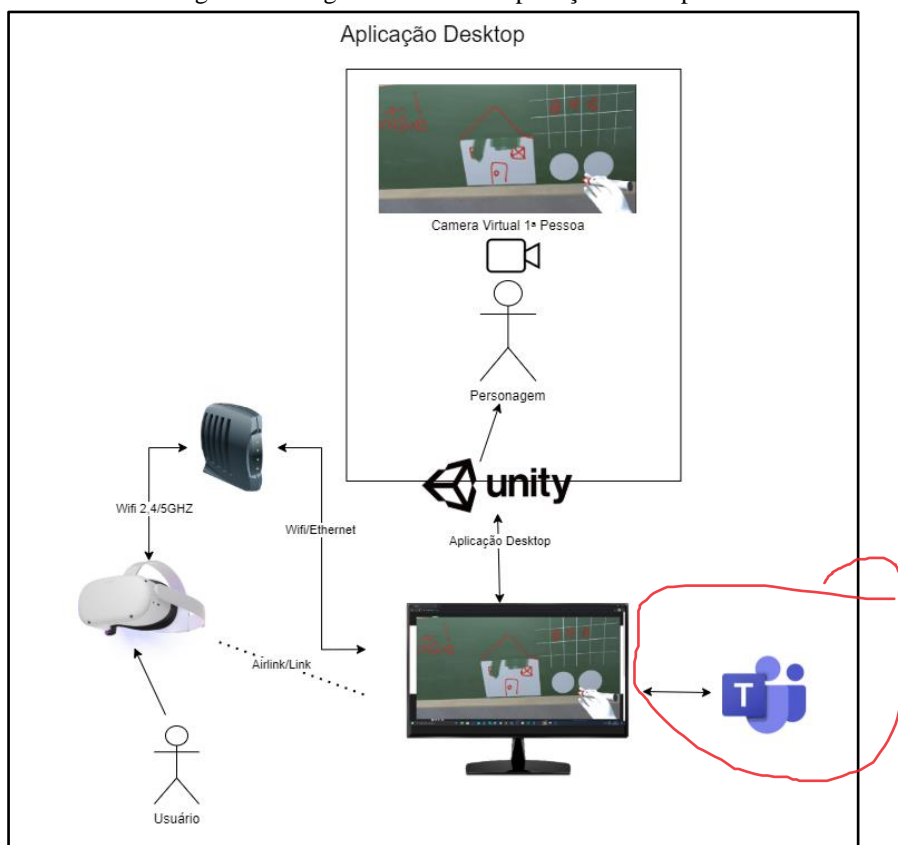 Aplicação Desktop
Camera Virtual 1ª Pessoa
Personagem
unity
Aplicação Desktop
Wifi 2,4/5GHZ
Wifi/Ethernet
Airlink/Link
T
Usuário